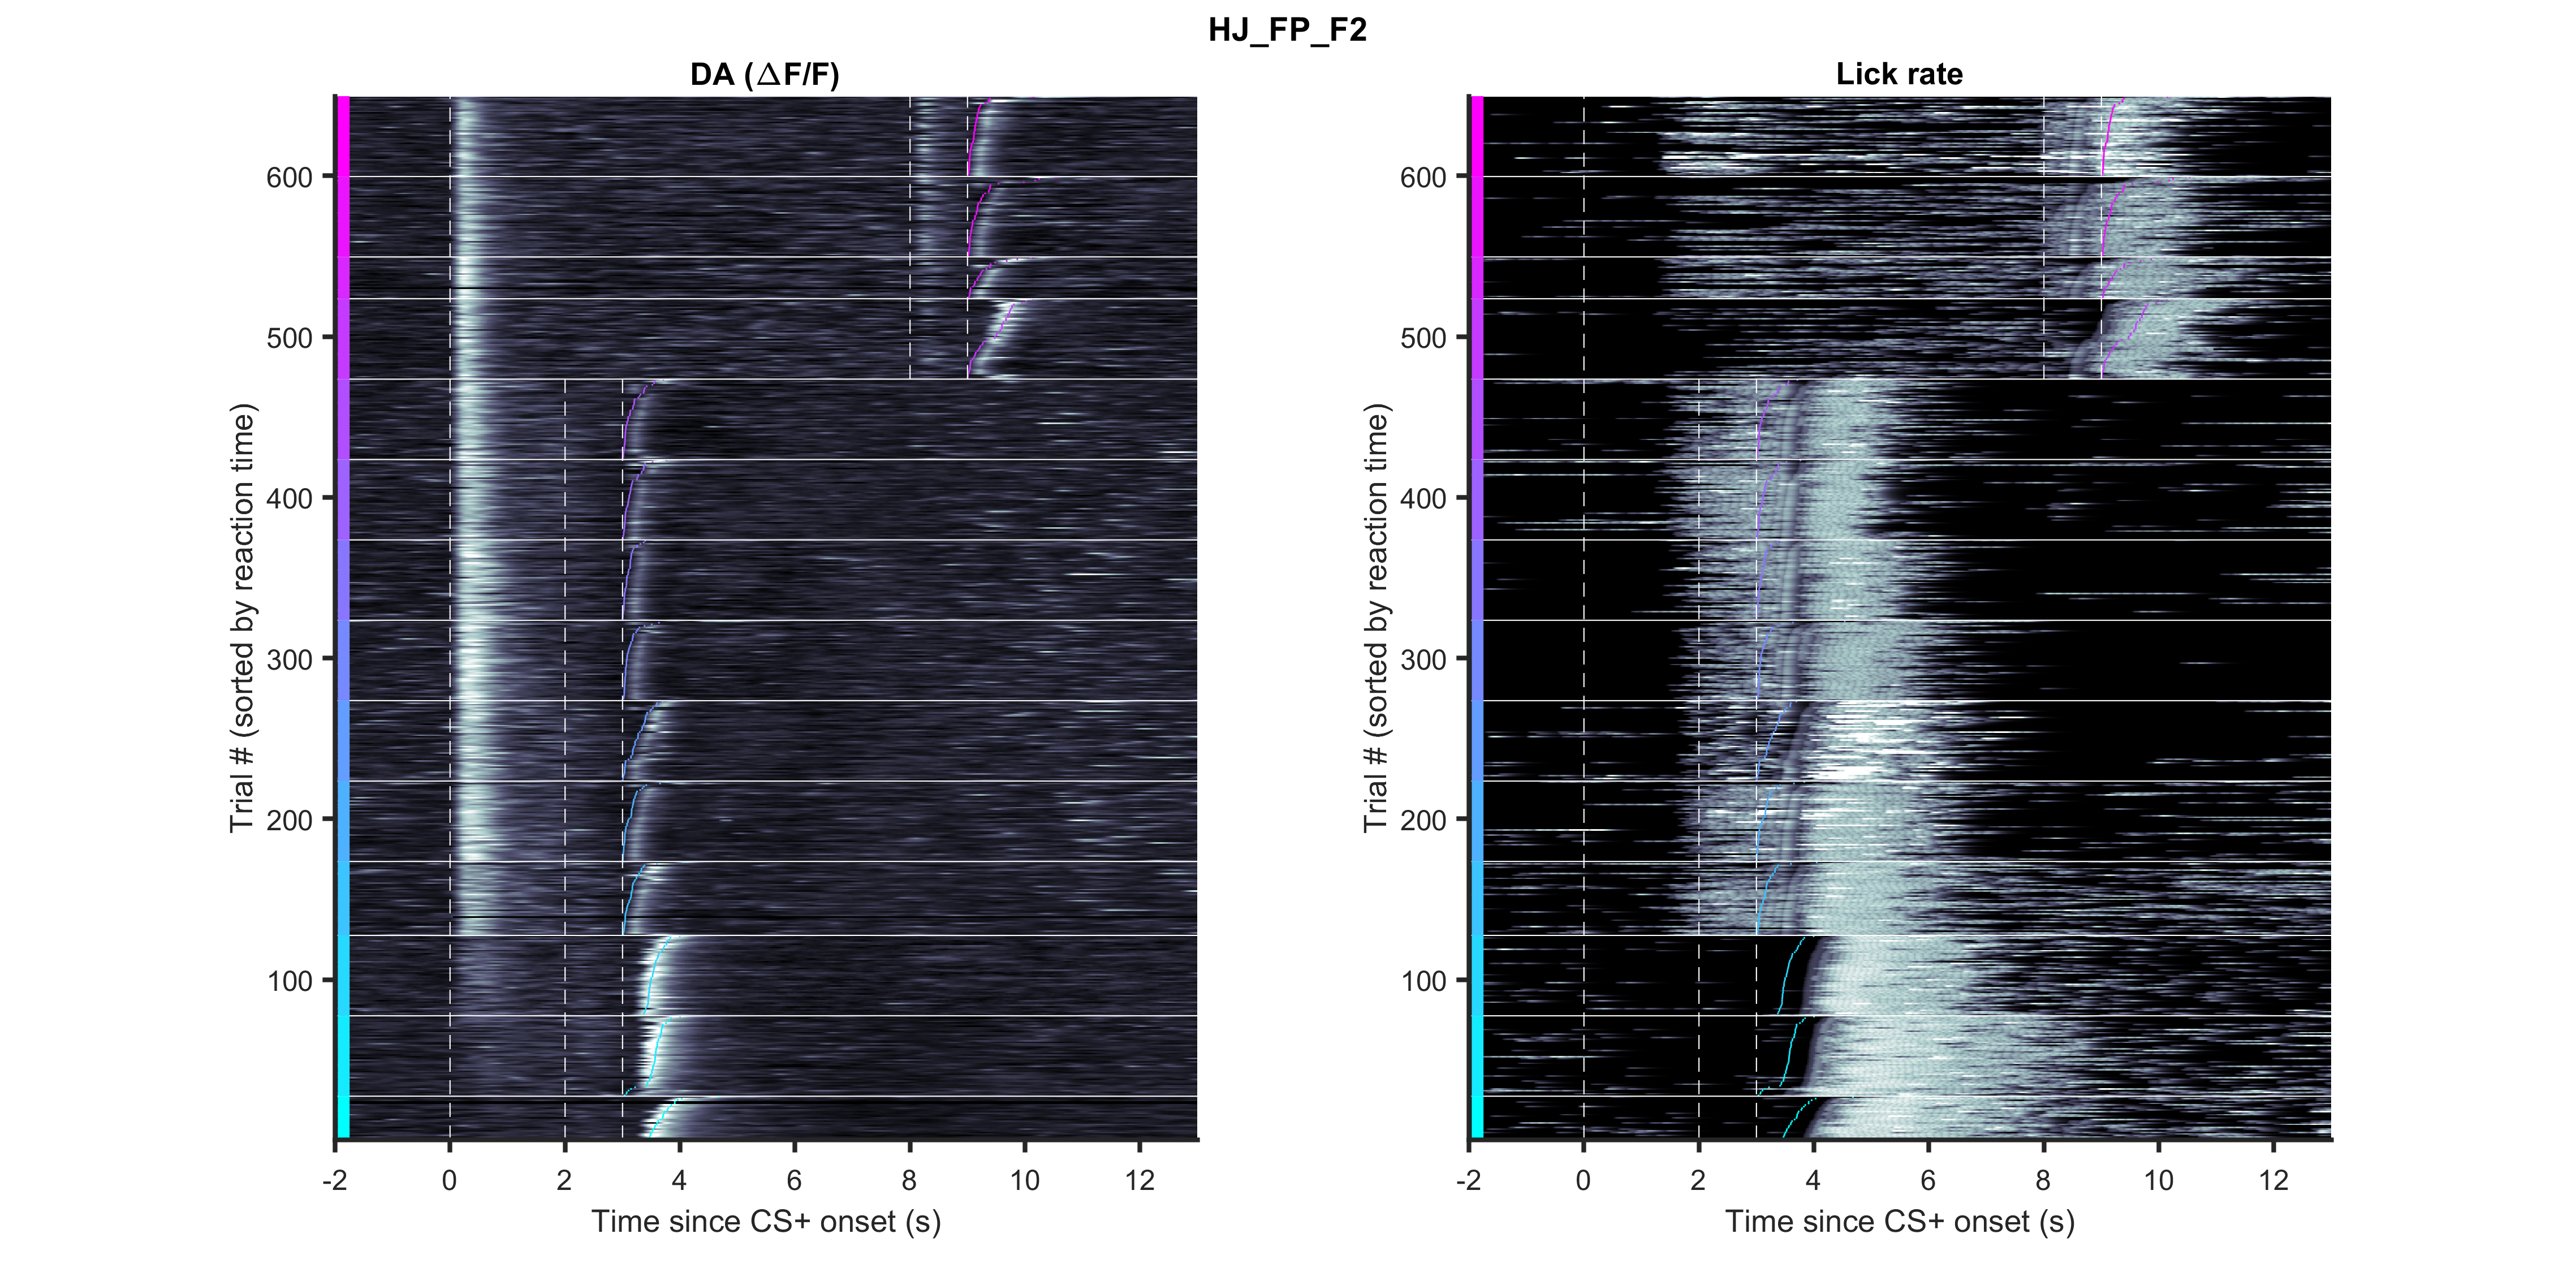 HJ_FP_F2
DA (ΔF/F)
Trial # (sorted by reaction time)
600
500
400
300
200
100
-2 0 2 4 6 8 10 12
Time since CS+ onset (s)
Lick rate
Trial # (sorted by reaction time)
600
500
400
300
200
100
-2 0 2 4 6 8 10 12
Time since CS+ onset (s)